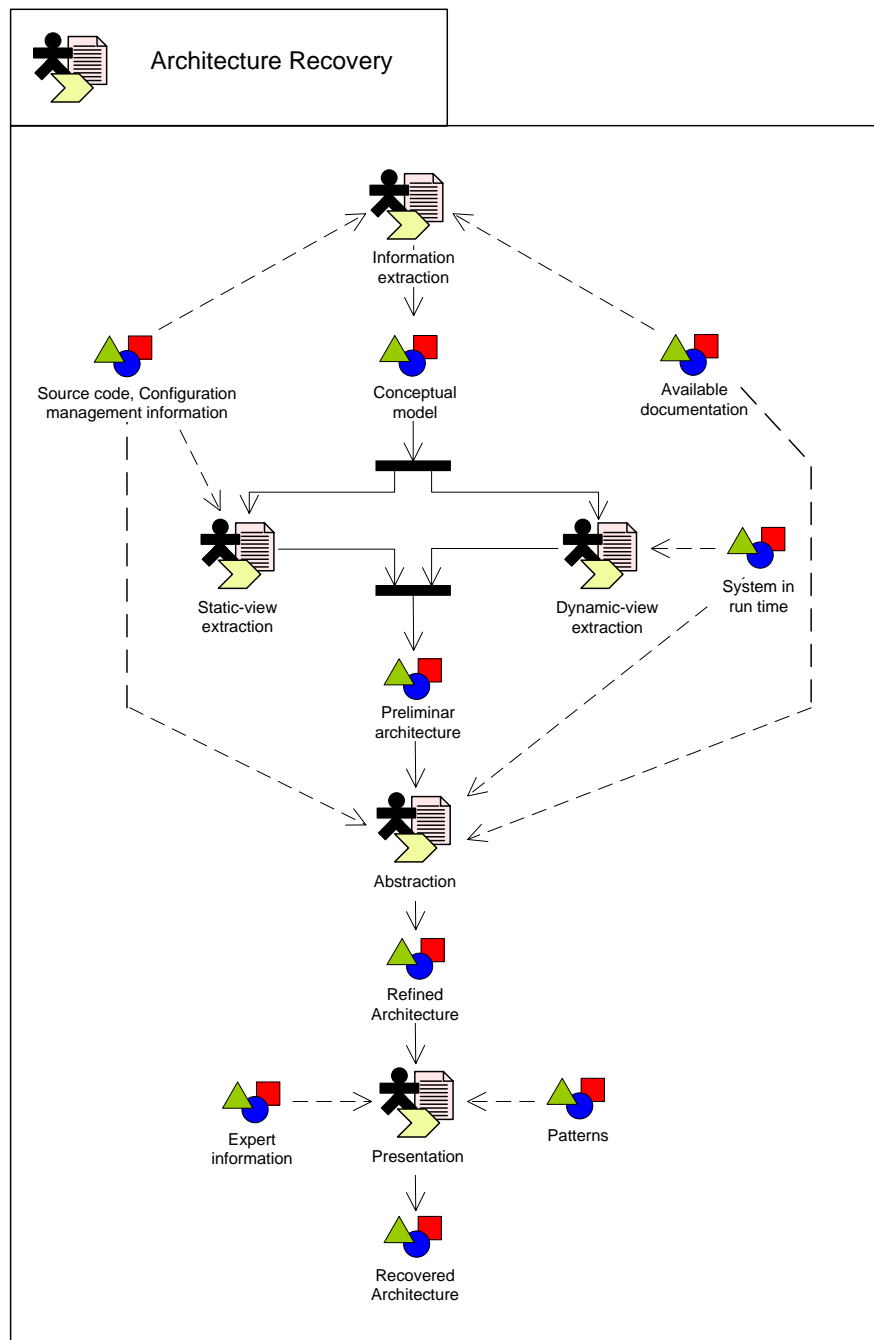 Architecture Recovery
Information
extraction
Source code, Configuration
management information
Conceptual
model
Available
documentation
Static-view
extraction
Dynamic-view
extraction
System in
run time
Preliminar
architecture
Abstraction
Refined
Architecture
Expert
information
Presentation
Patterns
Recovered
Architecture